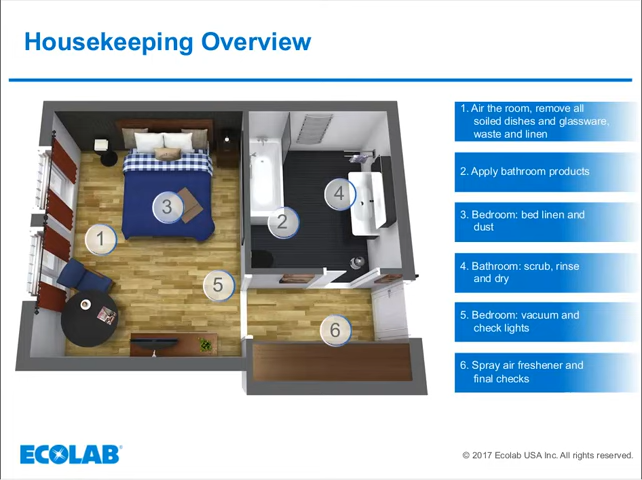 Housekeeping Overview
1. Air the room, remove all
soiled dishes and glassware,
waste and linen
2. Apply bathroom products
3. Bedroom: bed linen and
dust
4. Bathroom: scrub, rinse
and dry
5. Bedroom: vacuum and
check lights
6. Spray air freshener and
final checks
3
4
2
1
5
6
ECOLAB®
© 2017 Ecolab USA Inc. All rights reserved.